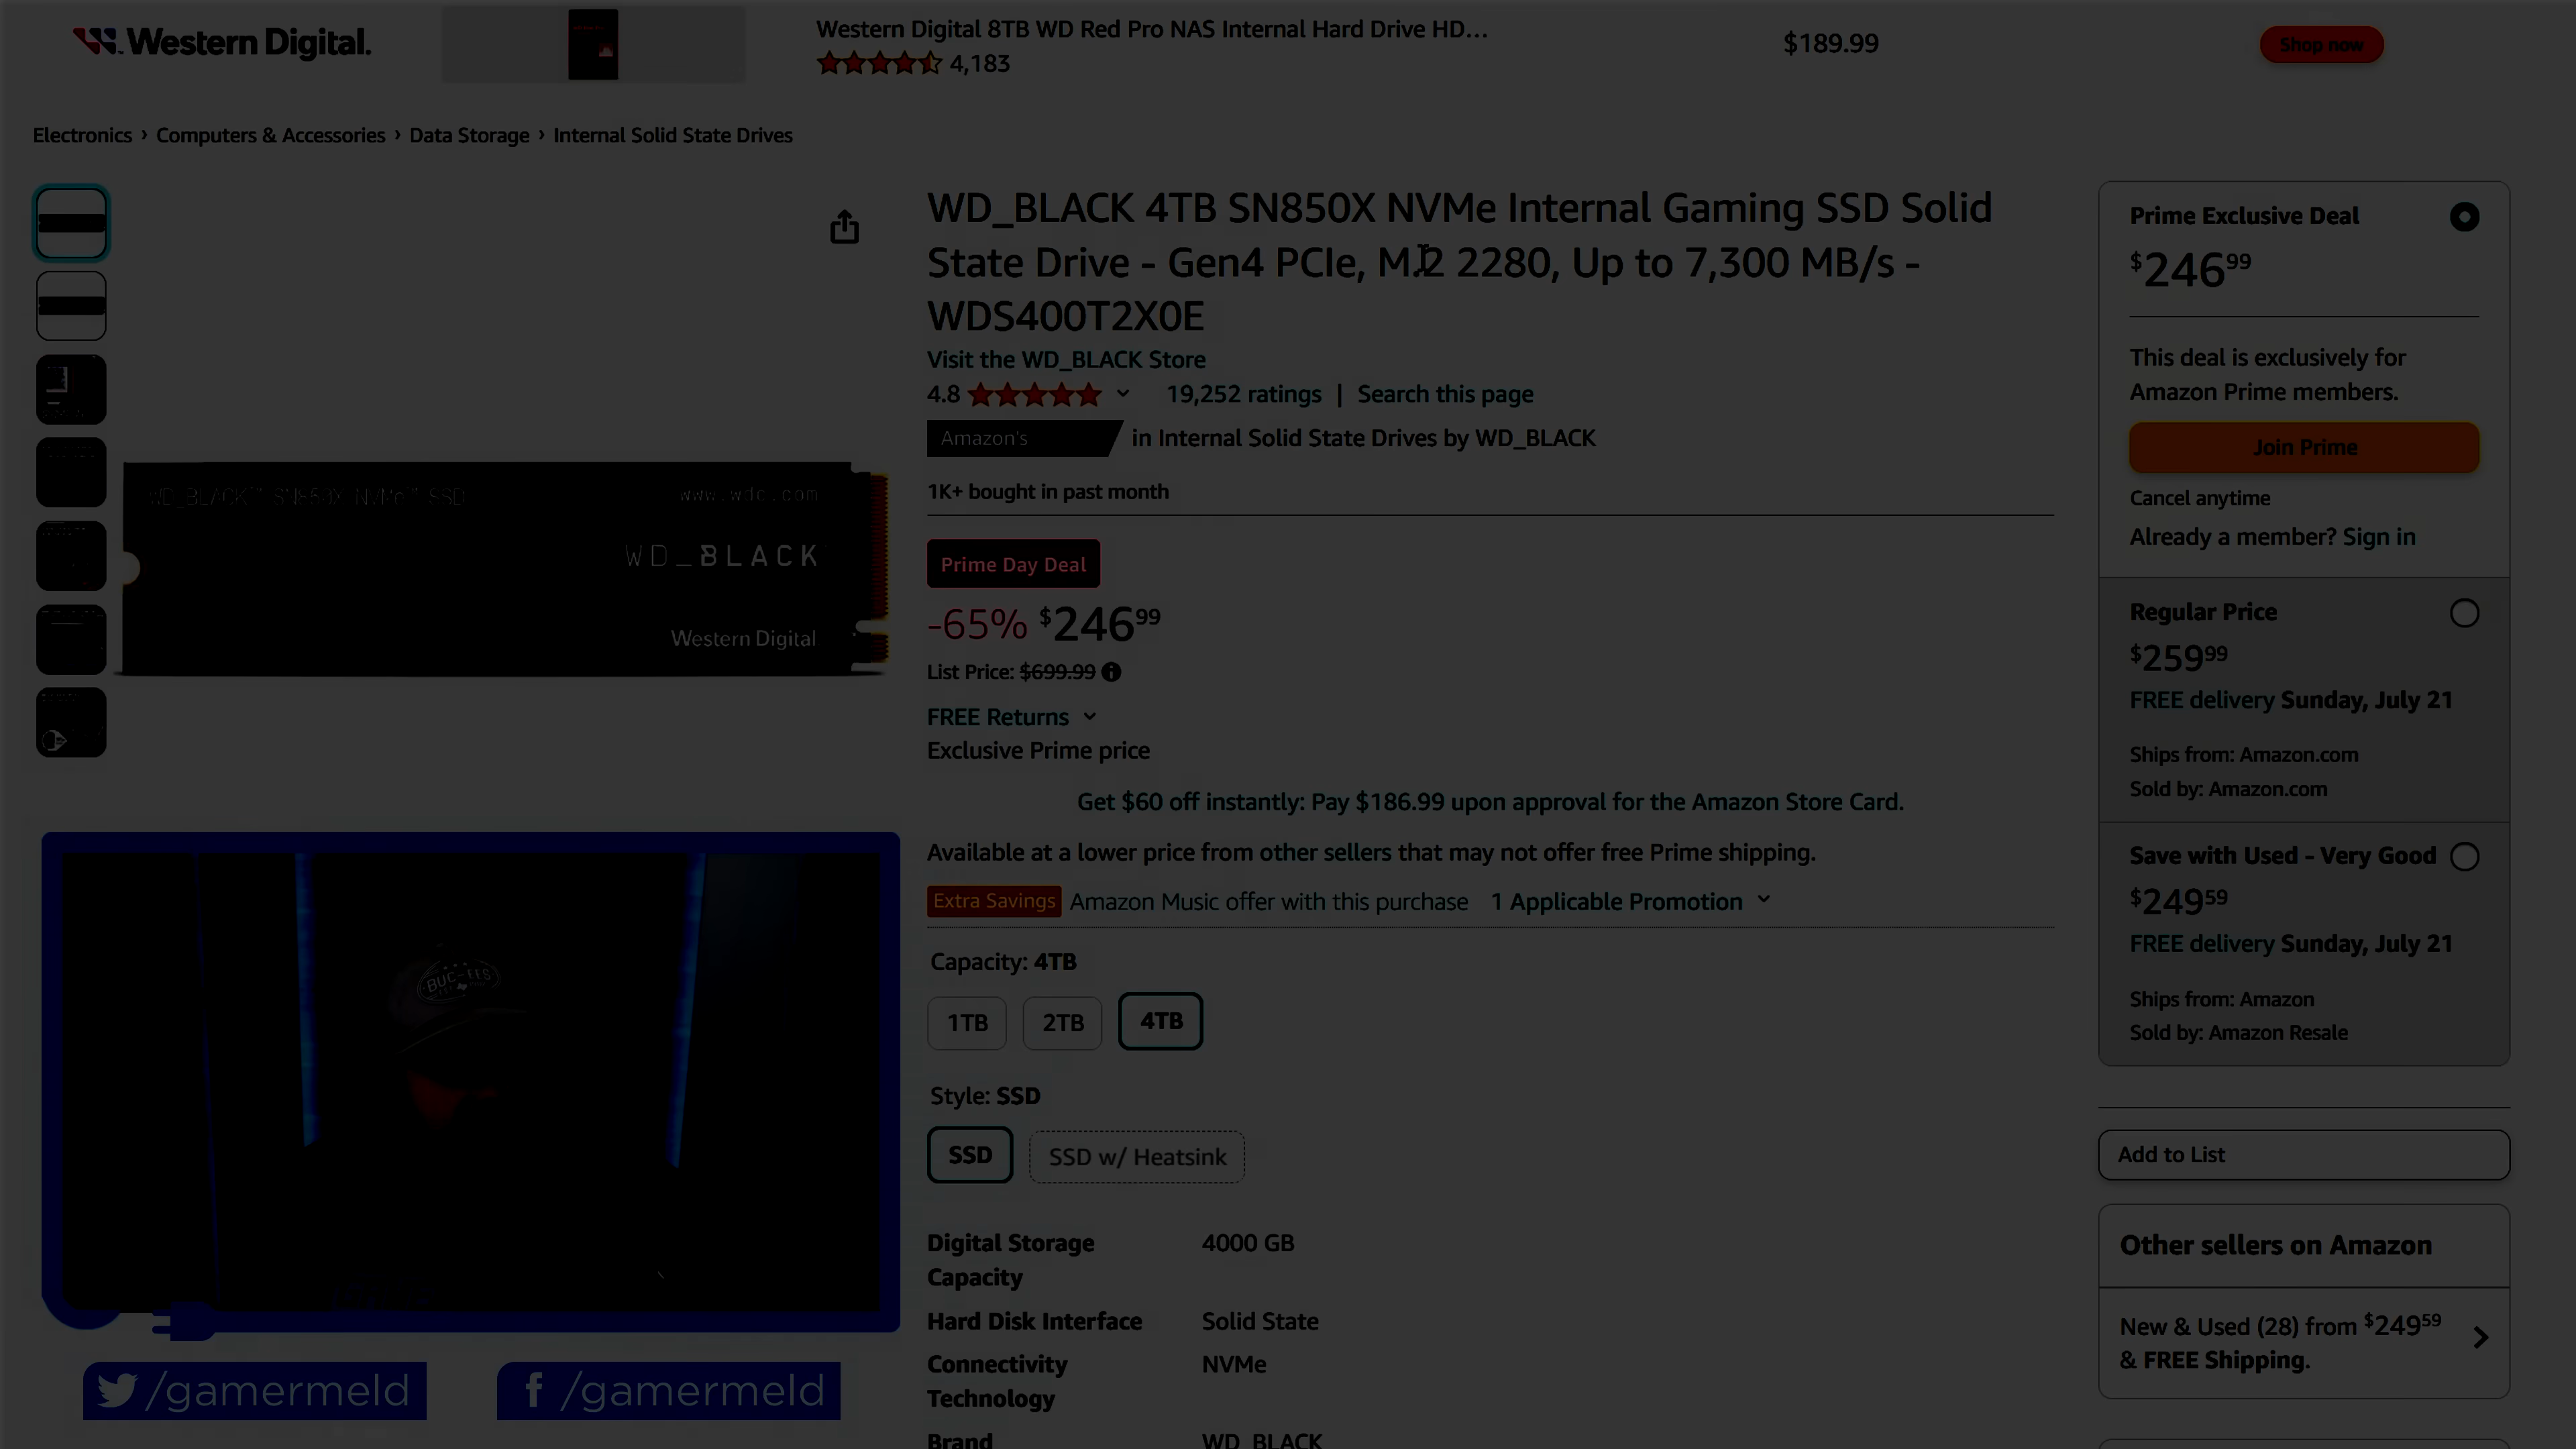 Western Digital.
Western Digital 8TB WD Red Pro NAS Internal Hard Drive HD...
4,183
$189.99
Shop now
Electronics › Computers & Accessories › Data Storage › Internal Solid State Drives
WD_BLACK 4TB SN850X NVMe Internal Gaming SSD Solid
State Drive - Gen4 PCIe, M.2 2280, Up to 7,300 MB/s -
WDS400T2X0E
Visit the WD_BLACK Store
4.8
19,252 ratings | Search this page
Amazon's
in Internal Solid State Drives by WD_BLACK
1K+ bought in past month
WD_BLACK™ SN850X NVMe™ SSD
www.wdc.com
WD_BLACK
Western Digital
Prime Day Deal
-65% $246⁹⁹
List Price: $699.99
FREE Returns
Exclusive Prime price
Get $60 off instantly: Pay $186.99 upon approval for the Amazon Store Card.
Available at a lower price from other sellers that may not offer free Prime shipping.
Extra Savings Amazon Music offer with this purchase 1 Applicable Promotion
Capacity: 4TB
1TB
2TB
4TB
Style: SSD
SSD
SSD w/ Heatsink
Digital Storage
Capacity
4000 GB
Hard Disk Interface
Solid State
Connectivity
Technology
NVMe
Brand
WD_BLACK
Prime Exclusive Deal
$246⁹⁹
This deal is exclusively for
Amazon Prime members.
Join Prime
Cancel anytime
Already a member? Sign in
Regular Price
$259⁹⁹
FREE delivery Sunday, July 21
Ships from: Amazon.com
Sold by: Amazon.com
Save with Used - Very Good
$249⁵⁹
FREE delivery Sunday, July 21
Ships from: Amazon
Sold by: Amazon Resale
Add to List
Other sellers on Amazon
New & Used (28) from $249⁵⁹
& FREE Shipping.
BUC-EE'S
/gamermeld
f /gamermeld